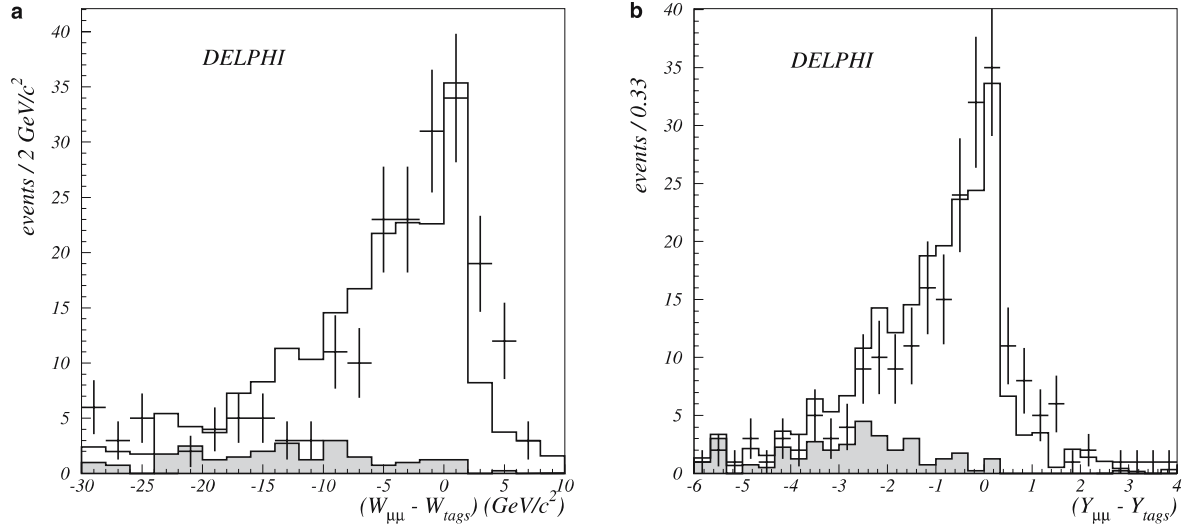 a
DELPHI
events / 2 GeV/c²
40
35
30
25
20
15
10
5
0
-30 -25 -20 -15 -10 -5 0 5 10
(W_μμ - W_tags) (GeV/c²)
b
DELPHI
events / 0.33
40
35
30
25
20
15
10
5
0
-6 -5 -4 -3 -2 -1 0 1 2 3 4
(Y_μμ - Y_tags)